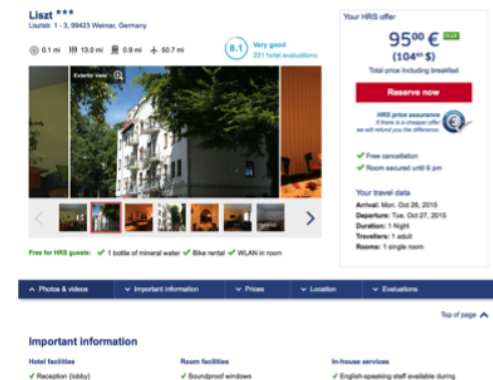 Liszt ***
Lisztstr. 1 - 3, 99423 Weimar, Germany
0.1 mi 13.0 mi 0.9 mi 50.7 mi
8.1 Very good
231 hotel evaluations
Exterior view
Free for HRS guests: ✓ 1 bottle of mineral water ✓ Bike rental ✓ WLAN in room
Your HRS offer
95⁰⁰ €
Total price including breakfast
Reserve now
HRS price assurance
If there is a cheaper offer
we will refund you the difference.
✓ Free cancellation
✓ Room secured until 6 pm
Your travel data
Arrival: Mon. Oct 26, 2015
Departure: Tue. Oct 27, 2015
Duration: 1 Night
Travellers: 1 adult
Rooms: 1 single room
Photos & videos Important information Prices Location Evaluations
Top of page
Important information
Hotel facilities
✓ Reception (lobby)
Room facilities
✓ Soundproof windows
In-house services
✓ English-speaking staff available during